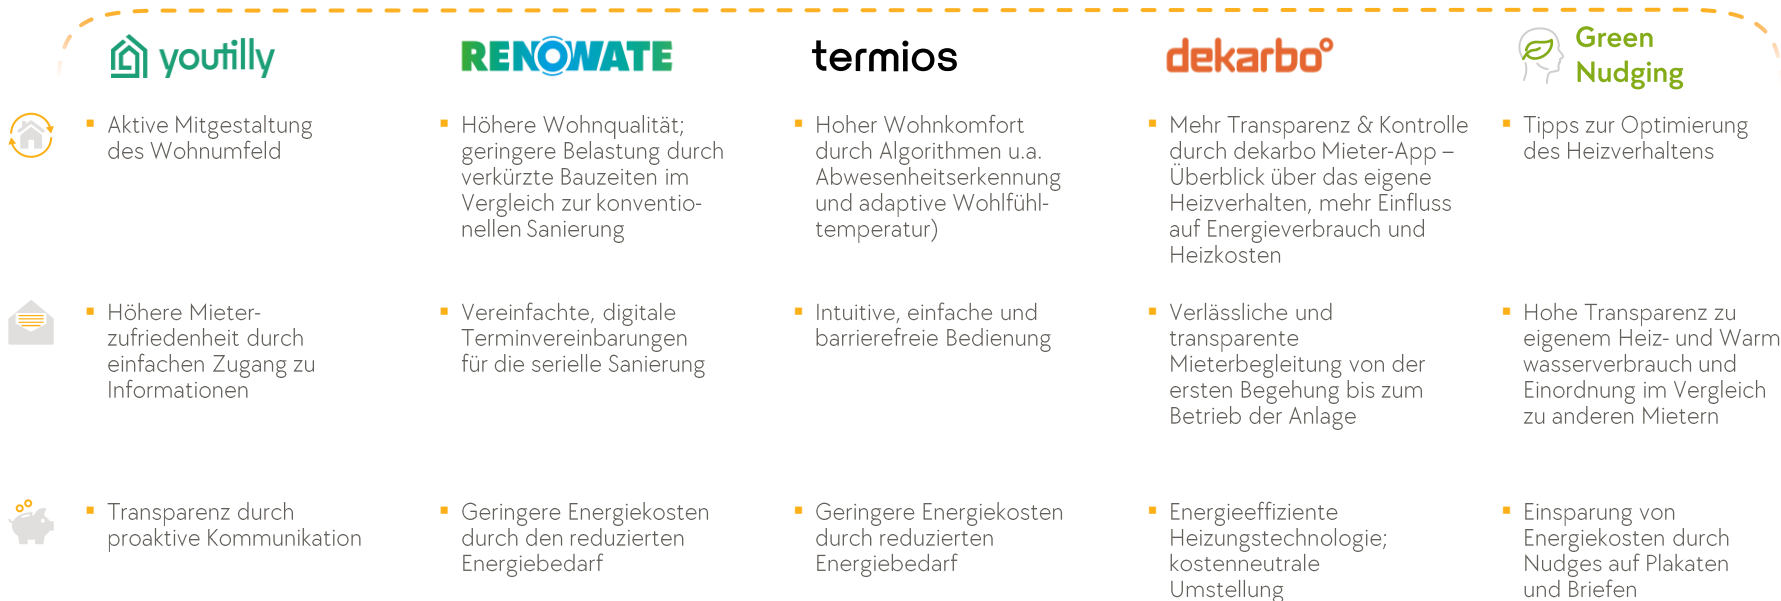 youtilly
RENOWATE
termios
dekarbo°
Green
Nudging
▪ Aktive Mitgestaltung
des Wohnumfeld
▪ Höhere Wohnqualität;
geringere Belastung durch
verkürzte Bauzeiten im
Vergleich zur konventio-
nellen Sanierung
▪ Hoher Wohnkomfort
durch Algorithmen u.a.
Abwesenheitserkennung
und adaptive Wohlfühl-
temperatur)
▪ Mehr Transparenz & Kontrolle
durch dekarbo Mieter-App –
Überblick über das eigene
Heizverhalten, mehr Einfluss
auf Energieverbrauch und
Heizkosten
▪ Tipps zur Optimierung
des Heizverhaltens
▪ Höhere Mieter-
zufriedenheit durch
einfachen Zugang zu
Informationen
▪ Vereinfachte, digitale
Terminvereinbarungen
für die serielle Sanierung
▪ Intuitive, einfache und
barrierefreie Bedienung
▪ Verlässliche und
transparente
Mieterbegleitung von der
ersten Begehung bis zum
Betrieb der Anlage
▪ Hohe Transparenz zu
eigenem Heiz- und Warm
wasserverbrauch und
Einordnung im Vergleich
zu anderen Mietern
▪ Transparenz durch
proaktive Kommunikation
▪ Geringere Energiekosten
durch den reduzierten
Energiebedarf
▪ Geringere Energiekosten
durch reduzierten
Energiebedarf
▪ Energieeffiziente
Heizungstechnologie;
kostenneutrale
Umstellung
▪ Einsparung von
Energiekosten durch
Nudges auf Plakaten
und Briefen